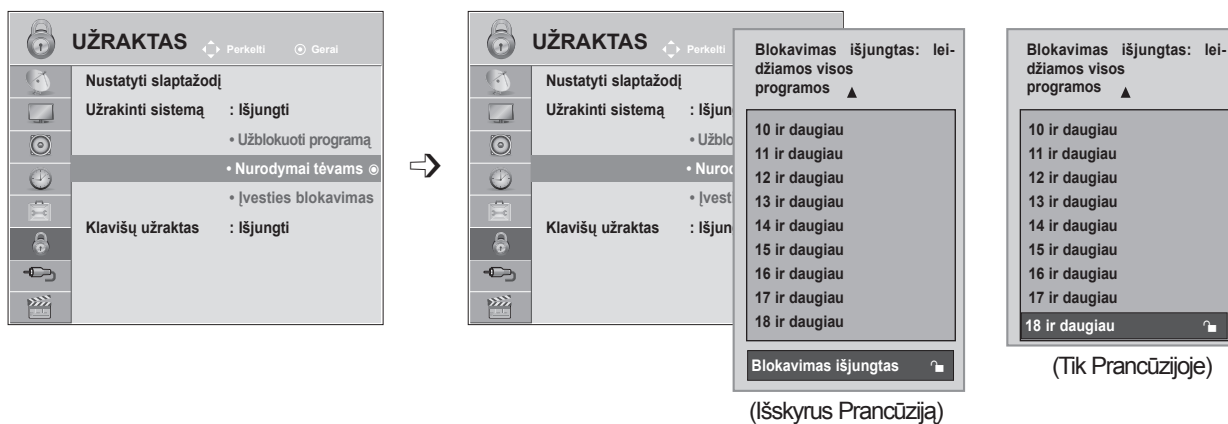 UŽRAKTAS
Perkelti
Gerai
Nustatyti slaptažodį
Užrakinti sistemą : Išjungti
• Užblokuoti programą
• Nurodymai tėvams
• Įvesties blokavimas
Klavišų užraktas : Išjungti
UŽRAKTAS
Perkelti
Nustatyti slaptažodį
Užrakinti sistemą : Išjun
• Užblo
• Nurod
• Įvest
Klavišų užraktas : Išjun
Blokavimas išjungtas: lei-
džiamos visos
programos
10 ir daugiau
11 ir daugiau
12 ir daugiau
13 ir daugiau
14 ir daugiau
15 ir daugiau
16 ir daugiau
17 ir daugiau
18 ir daugiau
Blokavimas išjungtas
(Išskyrus Prancūziją)
Blokavimas išjungtas: lei-
džiamos visos
programos
10 ir daugiau
11 ir daugiau
12 ir daugiau
13 ir daugiau
14 ir daugiau
15 ir daugiau
16 ir daugiau
17 ir daugiau
18 ir daugiau
(Tik Prancūzijoje)